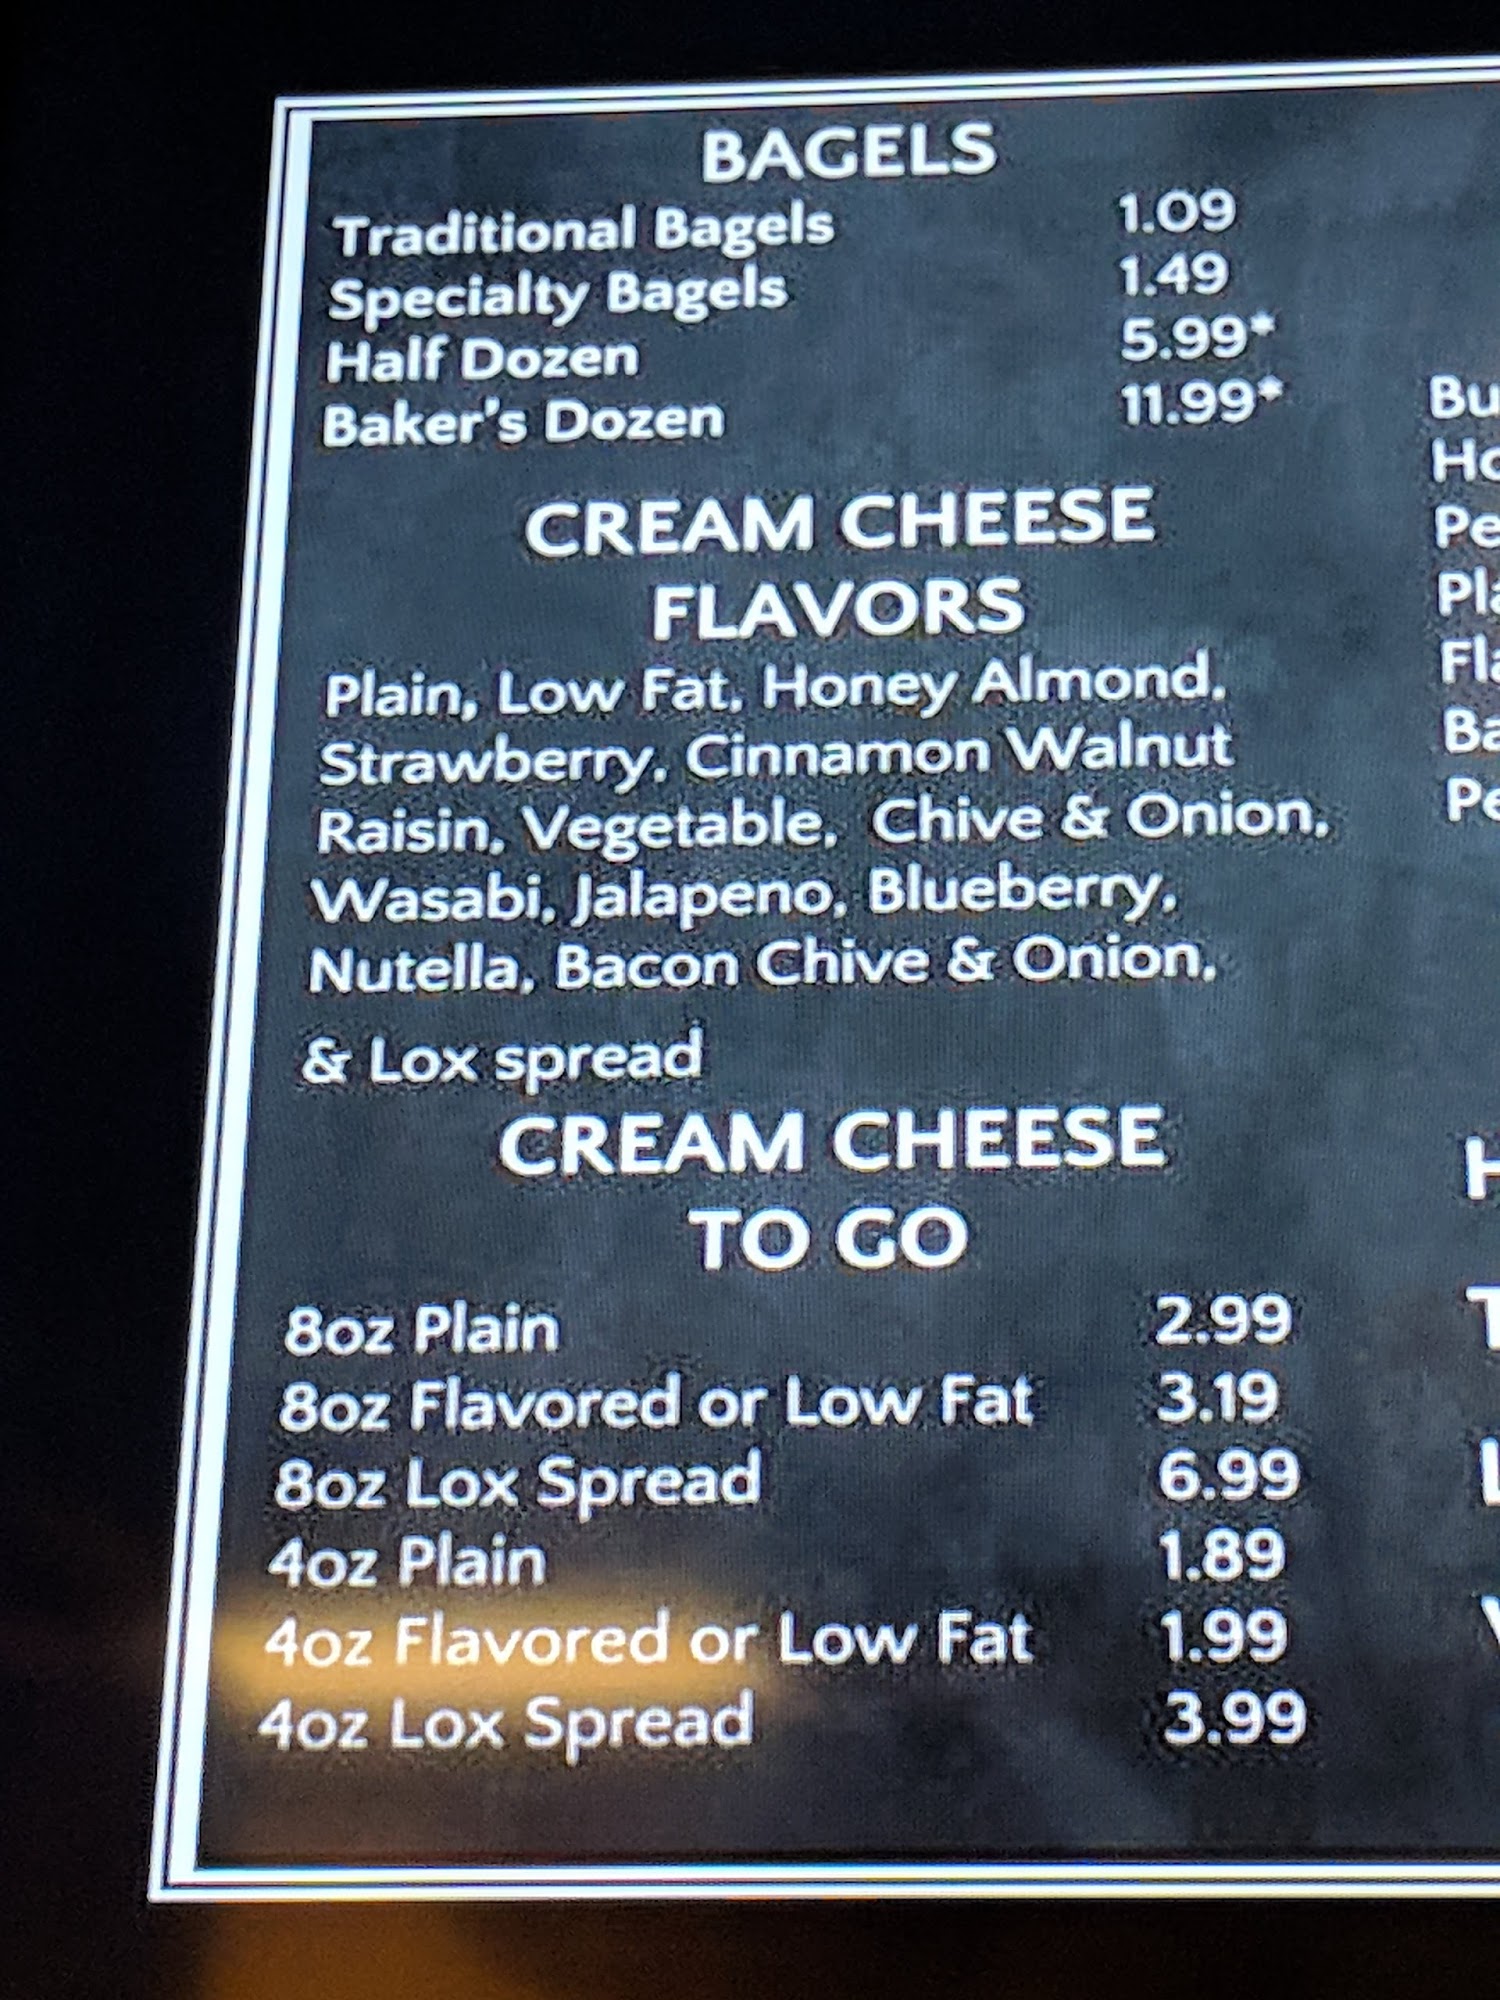 BAGELS
Traditional Bagels 1.09
Specialty Bagels 1.49
Half Dozen 5.99*
Baker's Dozen 11.99*
CREAM CHEESE
FLAVORS
Plain, Low Fat, Honey Almond,
Strawberry, Cinnamon Walnut
Raisin, Vegetable, Chive & Onion,
Wasabi, Jalapeno, Blueberry,
Nutella, Bacon Chive & Onion,
& Lox spread
CREAM CHEESE
TO GO
8oz Plain 2.99
8oz Flavored or Low Fat 3.19
8oz Lox Spread 6.99
4oz Plain 1.89
4oz Flavored or Low Fat 1.99
4oz Lox Spread 3.99